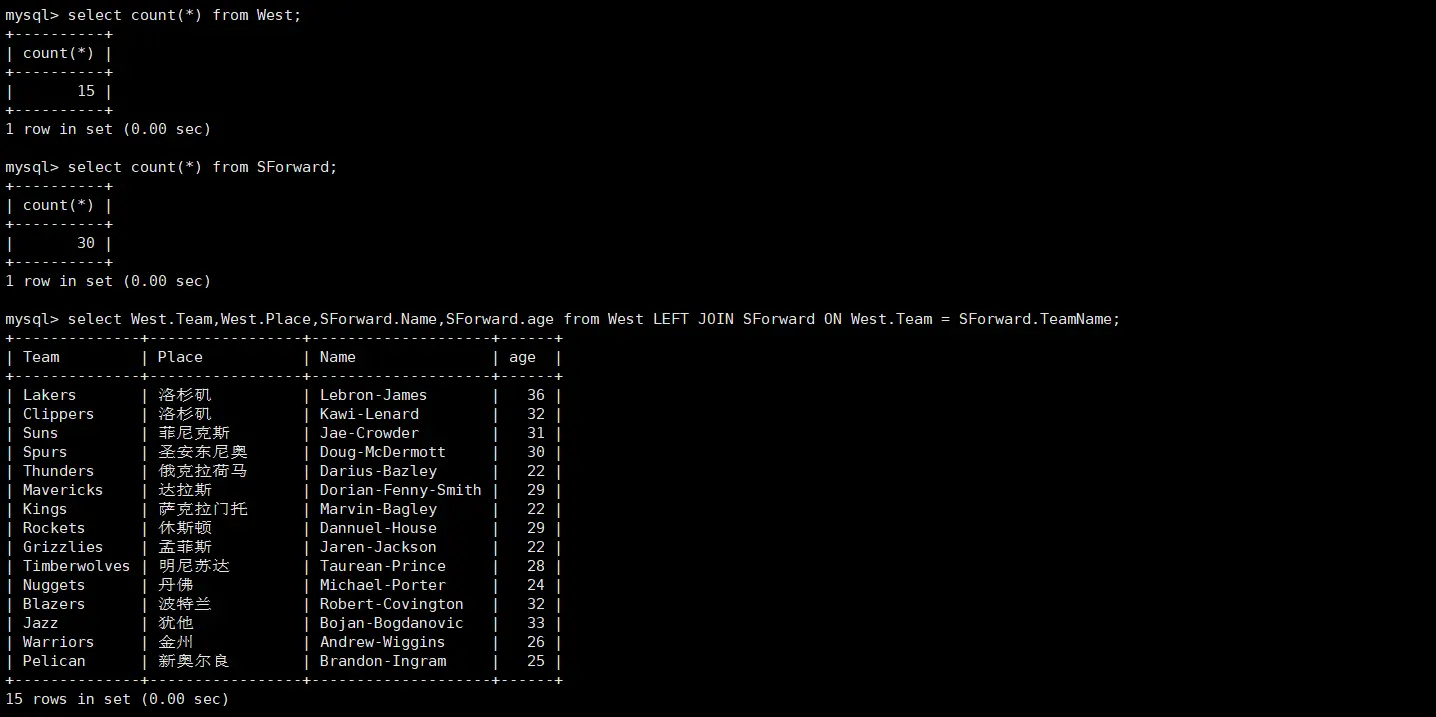 mysql> select count(*) from West;
+----------+
| count(*) |
+----------+
|       15 |
+----------+
1 row in set (0.00 sec)

mysql> select count(*) from SForward;
+----------+
| count(*) |
+----------+
|       30 |
+----------+
1 row in set (0.00 sec)

mysql> select West.Team,West.Place,SForward.Name,SForward.age from West LEFT JOIN SForward ON West.Team = SForward.TeamName;
+--------------+-----------------+--------------------+------+
| Team         | Place           | Name               | age  |
+--------------+-----------------+--------------------+------+
| Lakers       | 洛杉矶          | Lebron-James       |   36 |
| Clippers     | 洛杉矶          | Kawi-Lenard        |   32 |
| Suns         | 菲尼克斯        | Jae-Crowder        |   31 |
| Spurs        | 圣安东尼奥      | Doug-McDermott     |   30 |
| Thunders     | 俄克拉荷马      | Darius-Bazley      |   22 |
| Mavericks    | 达拉斯          | Dorian-Fenny-Smith |   29 |
| Kings        | 萨克拉门托      | Marvin-Bagley      |   22 |
| Rockets      | 休斯顿          | Dannuel-House      |   29 |
| Grizzlies    | 孟菲斯          | Jaren-Jackson      |   22 |
| Timberwolves | 明尼苏达        | Taurean-Prince     |   28 |
| Nuggets      | 丹佛            | Michael-Porter     |   24 |
| Blazers      | 波特兰          | Robert-Covington   |   32 |
| Jazz         | 犹他            | Bojan-Bogdanovic   |   33 |
| Warriors     | 金州            | Andrew-Wiggins     |   26 |
| Pelican      | 新奥尔良        | Brandon-Ingram     |   25 |
+--------------+-----------------+--------------------+------+
15 rows in set (0.00 sec)